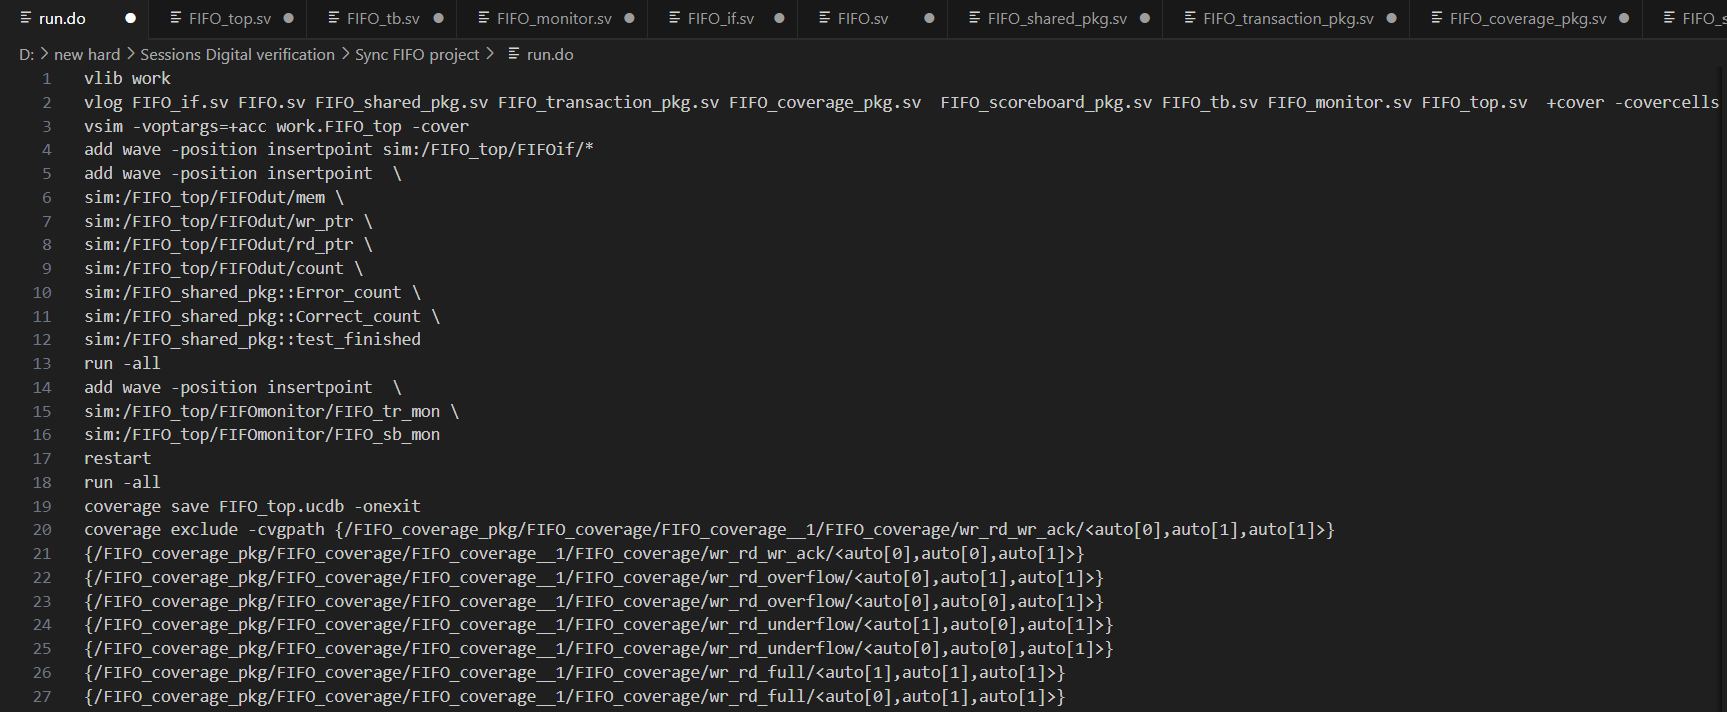 run.do FIFO_top.sv FIFO_tb.sv FIFO_monitor.sv FIFO_if.sv FIFO.sv FIFO_shared_pkg.sv FIFO_transaction_pkg.sv FIFO_coverage_pkg.sv FIFO_s
D: > new hard > Sessions Digital verification > Sync FIFO project > run.do
1 vlib work
2 vlog FIFO_if.sv FIFO.sv FIFO_shared_pkg.sv FIFO_transaction_pkg.sv FIFO_coverage_pkg.sv  FIFO_scoreboard_pkg.sv FIFO_tb.sv FIFO_monitor.sv FIFO_top.sv  +cover -covercells
3 vsim -voptargs=+acc work.FIFO_top -cover
4 add wave -position insertpoint sim:/FIFO_top/FIFOif/*
5 add wave -position insertpoint  \
6 sim:/FIFO_top/FIFOdut/mem \
7 sim:/FIFO_top/FIFOdut/wr_ptr \
8 sim:/FIFO_top/FIFOdut/rd_ptr \
9 sim:/FIFO_top/FIFOdut/count \
10 sim:/FIFO_shared_pkg::Error_count \
11 sim:/FIFO_shared_pkg::Correct_count \
12 sim:/FIFO_shared_pkg::test_finished
13 run -all
14 add wave -position insertpoint  \
15 sim:/FIFO_top/FIFOmonitor/FIFO_tr_mon \
16 sim:/FIFO_top/FIFOmonitor/FIFO_sb_mon
17 restart
18 run -all
19 coverage save FIFO_top.ucdb -onexit
20 coverage exclude -cvgpath {/FIFO_coverage_pkg/FIFO_coverage/FIFO_coverage__1/FIFO_coverage/wr_rd_wr_ack/<auto[0],auto[1],auto[1]>}
21 {/FIFO_coverage_pkg/FIFO_coverage/FIFO_coverage__1/FIFO_coverage/wr_rd_wr_ack/<auto[0],auto[0],auto[1]>}
22 {/FIFO_coverage_pkg/FIFO_coverage/FIFO_coverage__1/FIFO_coverage/wr_rd_overflow/<auto[0],auto[1],auto[1]>}
23 {/FIFO_coverage_pkg/FIFO_coverage/FIFO_coverage__1/FIFO_coverage/wr_rd_overflow/<auto[0],auto[0],auto[1]>}
24 {/FIFO_coverage_pkg/FIFO_coverage/FIFO_coverage__1/FIFO_coverage/wr_rd_underflow/<auto[1],auto[0],auto[1]>}
25 {/FIFO_coverage_pkg/FIFO_coverage/FIFO_coverage__1/FIFO_coverage/wr_rd_underflow/<auto[0],auto[0],auto[1]>}
26 {/FIFO_coverage_pkg/FIFO_coverage/FIFO_coverage__1/FIFO_coverage/wr_rd_full/<auto[1],auto[1],auto[1]>}
27 {/FIFO_coverage_pkg/FIFO_coverage/FIFO_coverage__1/FIFO_coverage/wr_rd_full/<auto[0],auto[1],auto[1]>}